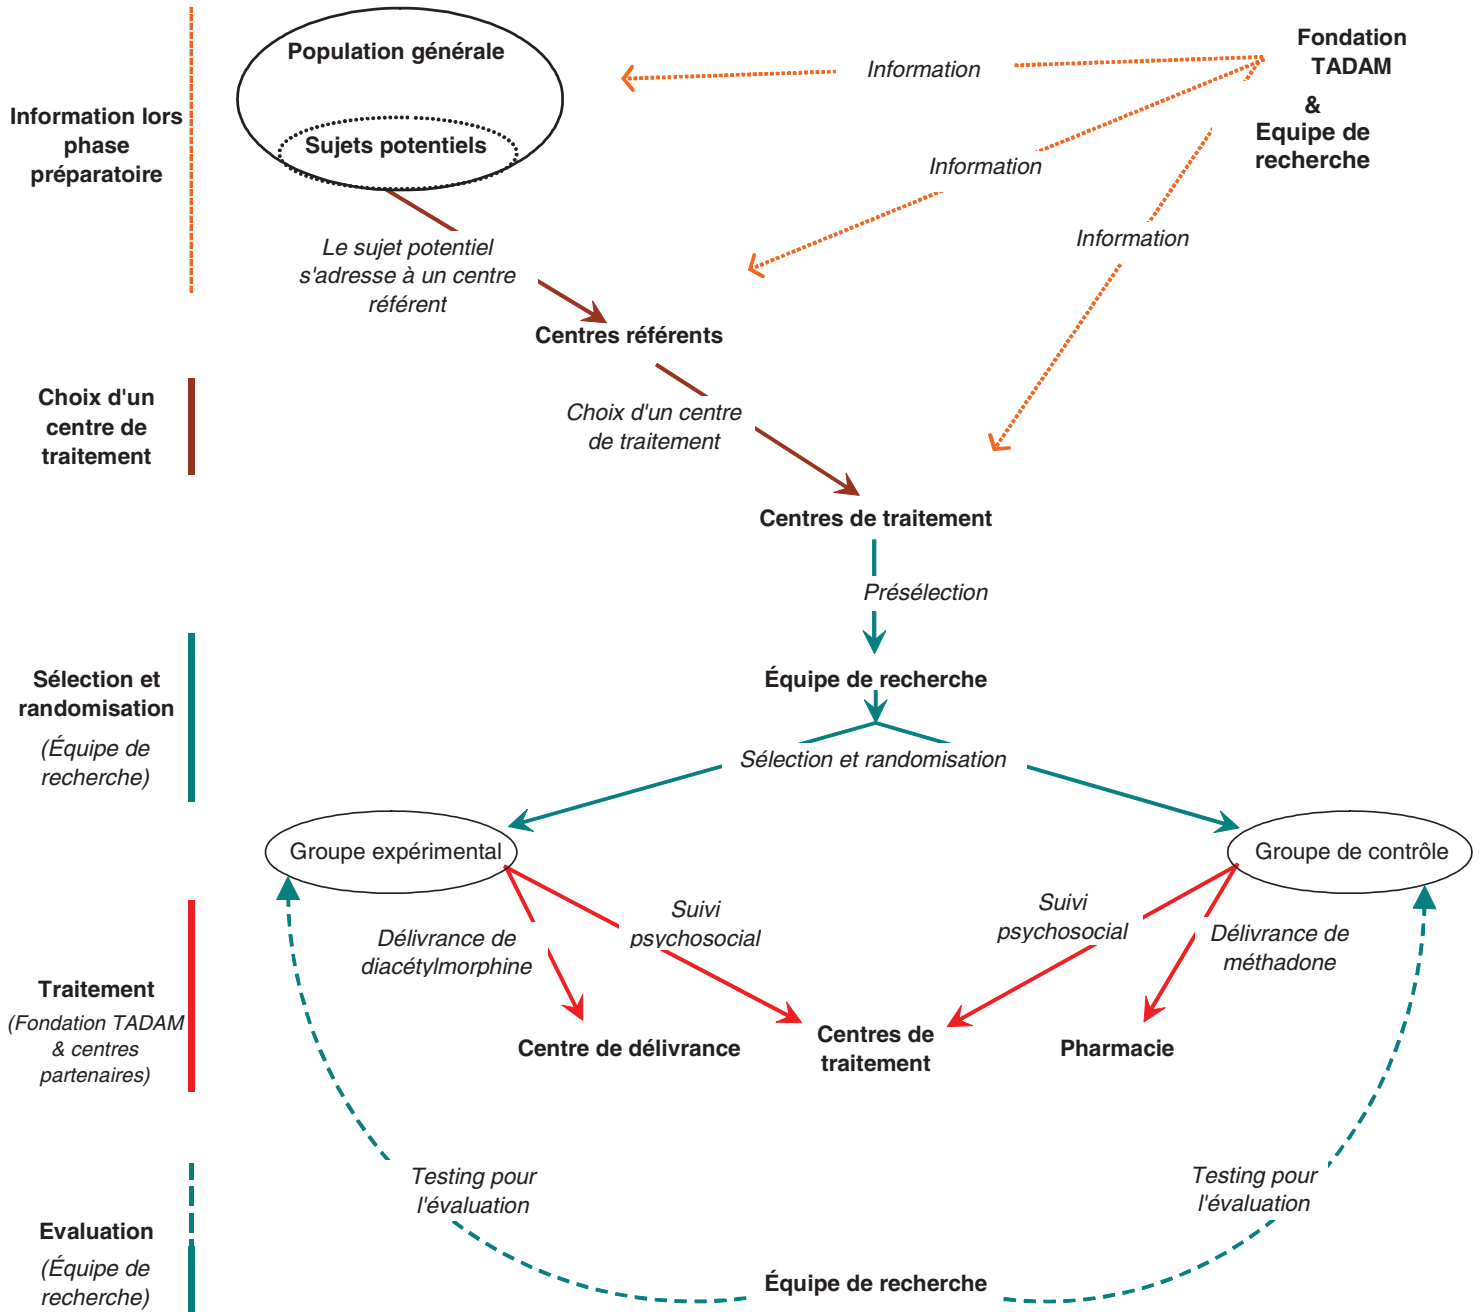 Population générale
Sujets potentiels
Information
Fondation
TADAM
&
Equipe de
recherche
Information lors
phase
préparatoire
Information
Information
Le sujet potentiel
s'adresse à un centre
référent
Centres référents
Choix d'un
centre de
traitement
Choix d'un centre
de traitement
Centres de traitement
Présélection
Sélection et
randomisation
(Équipe de
recherche)
Équipe de recherche
Sélection et randomisation
Groupe expérimental
Groupe de contrôle
Suivi
psychosocial
Suivi
psychosocial
Délivrance de
diacétylmorphine
Délivrance de
méthadone
Traitement
(Fondation TADAM
& centres
partenaires)
Centre de délivrance
Centres de
traitement
Pharmacie
Testing pour
l'évaluation
Testing pour
l'évaluation
Evaluation
(Équipe de
recherche)
Équipe de recherche